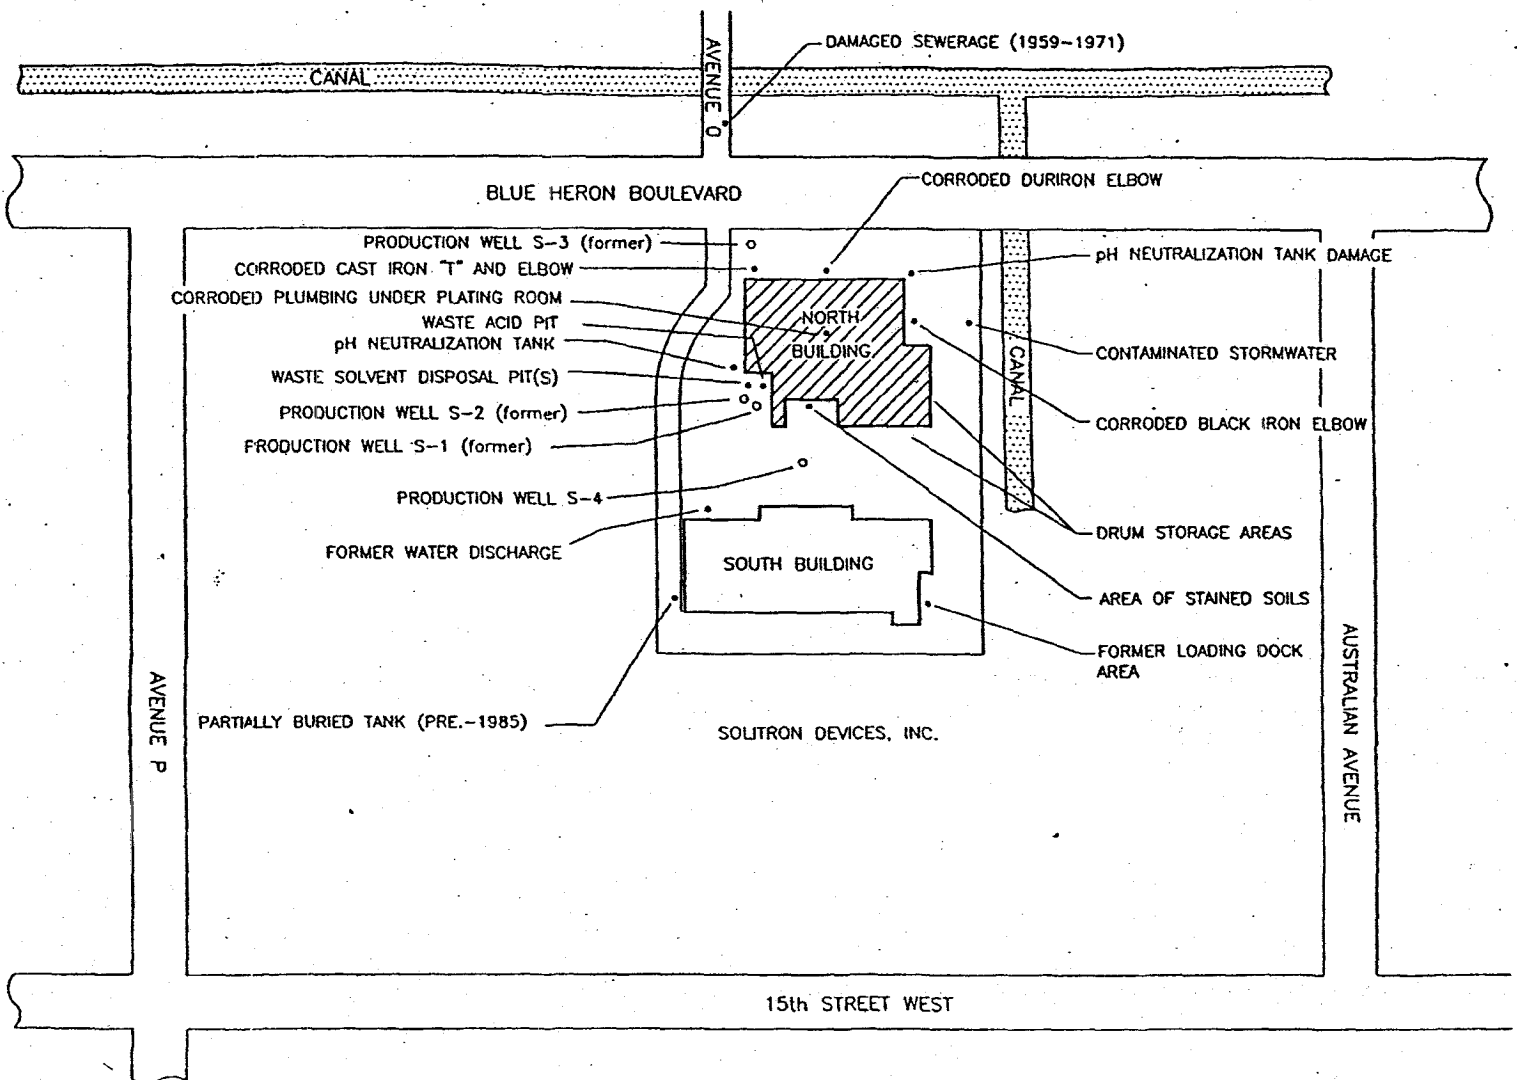 DAMAGED SEWERAGE (1959-1971)
AVENUE O
CANAL
BLUE HERON BOULEVARD
CORRODED DURIRON ELBOW
PRODUCTION WELL S-3 (former)
CORRODED CAST IRON "T" AND ELBOW
pH NEUTRALIZATION TANK DAMAGE
CORRODED PLUMBING UNDER PLATING ROOM
WASTE ACID PIT
NORTH
BUILDING
pH NEUTRALIZATION TANK
CONTAMINATED STORMWATER
CANAL
WASTE SOLVENT DISPOSAL PIT(S)
PRODUCTION WELL S-2 (former)
CORRODED BLACK IRON ELBOW
PRODUCTION WELL S-1 (former)
PRODUCTION WELL S-4
DRUM STORAGE AREAS
FORMER WATER DISCHARGE
SOUTH BUILDING
AREA OF STAINED SOILS
FORMER LOADING DOCK
AREA
AVENUE P
AUSTRALIAN AVENUE
PARTIALLY BURIED TANK (PRE.-1985)
SOLITRON DEVICES, INC.
15th STREET WEST